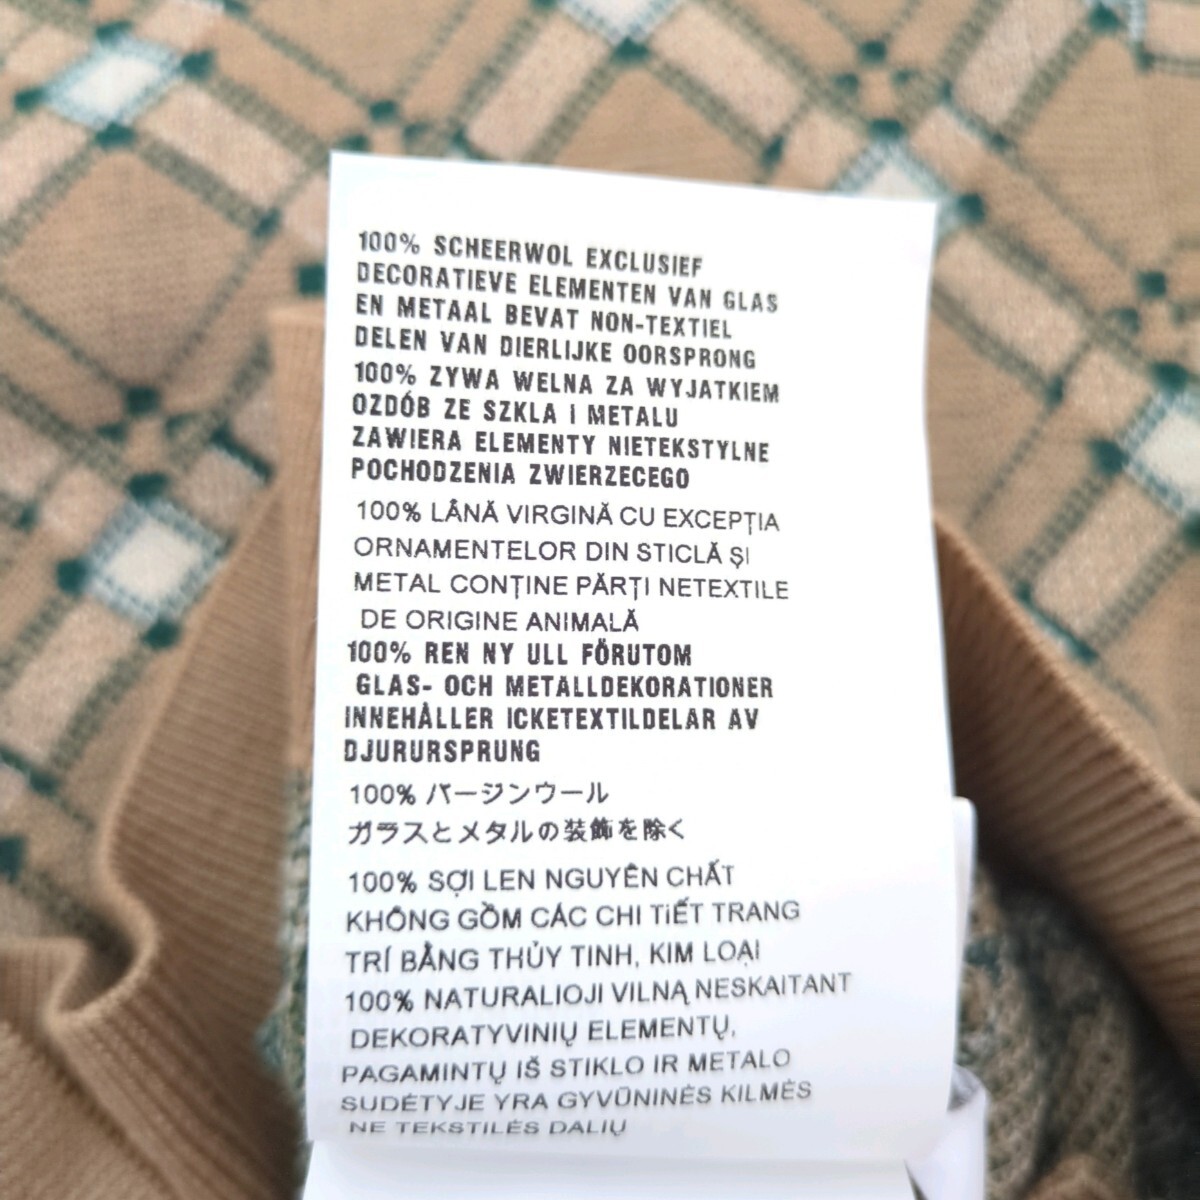 100% SCHEERWOL EXCLUSIEF
DECORATIEVE ELEMENTEN VAN GLAS
EN METAAL BEVAT NON-TEXTIEL
DELEN VAN DIERLIJKE OORSPRONG
100% ZYWA WELNA ZA WYJATKIEM
OZDÓB ZE SZKLA I METALU
ZAWIERA ELEMENTY NIETEKSTYLNE
POCHODZENIA ZWIERZECEGO
100% LÂNĂ VIRGINĂ CU EXCEPȚIA
ORNAMENTELOR DIN STICLĂ ȘI
METAL CONȚINE PĂRȚI NETEXTILE
DE ORIGINE ANIMALĂ
100% REN NY ULL FÖRUTOM
GLAS- OCH METALLDEKORATIONER
INNEHÅLLER ICKETEXTILDELAR AV
DJURURSPRUNG
100% バージンウール
ガラスとメタルの装飾を除く
100% SỢI LEN NGUYÊN CHẤT
KHÔNG GỒM CÁC CHI TIẾT TRANG
TRÍ BẰNG THỦY TINH, KIM LOẠI
100% NATURALIOJI VILNĄ NESKAITANT
DEKORATYVINIŲ ELEMENTŲ,
PAGAMINTŲ IŠ STIKLO IR METALO
SUDĖTYJE YRA GYVŪNINĖS KILMĖS
NE TEKSTILĖS DALIŲ